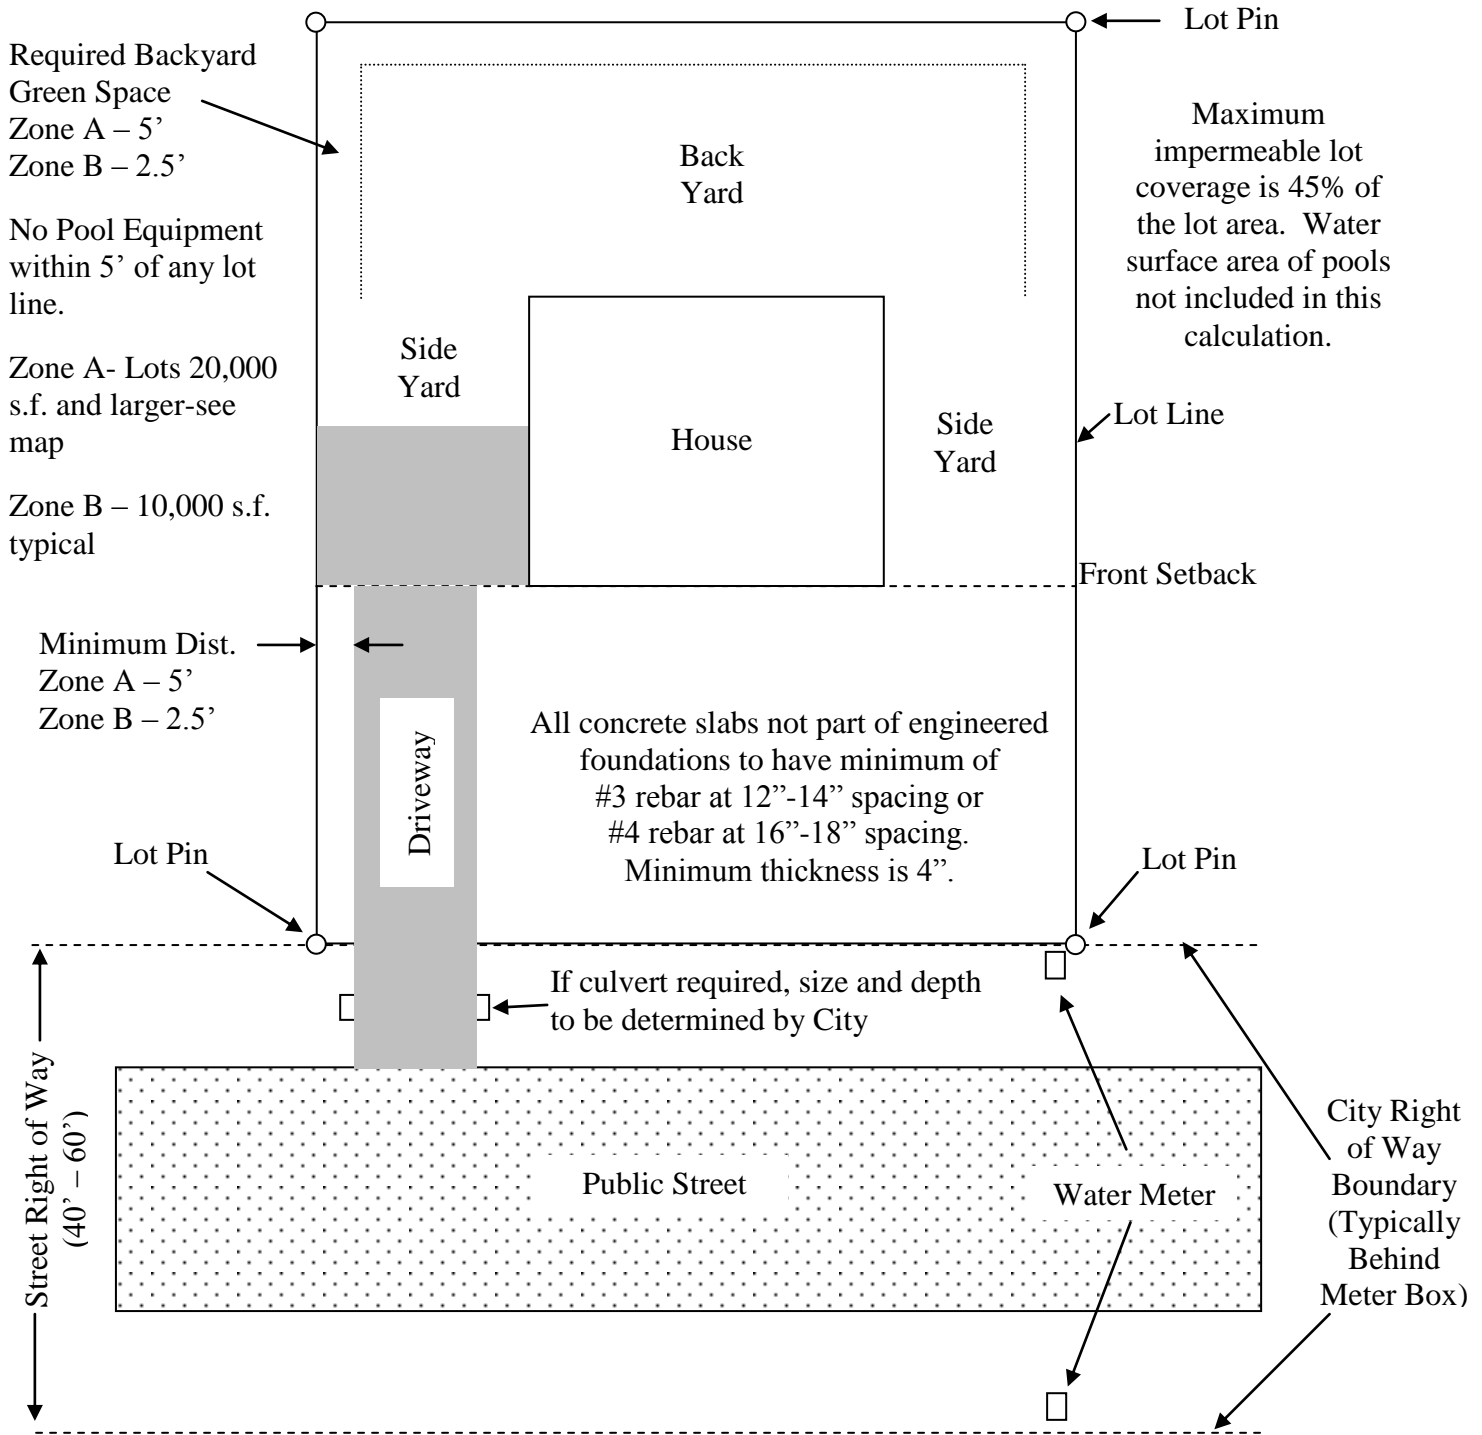 Lot Pin
Required Backyard
Green Space
Zone A – 5’
Zone B – 2.5’
Maximum
impermeable lot
coverage is 45% of
the lot area.  Water
surface area of pools
not included in this
calculation.
Back
Yard
No Pool Equipment
within 5’ of any lot
line.
Zone A- Lots 20,000
s.f. and larger-see
map
Zone B – 10,000 s.f.
typical
Side
Yard
House
Side
Yard
Lot Line
Front Setback
Minimum Dist.
Zone A – 5’
Zone B – 2.5’
Driveway
All concrete slabs not part of engineered
foundations to have minimum of
#3 rebar at 12”-14” spacing or
#4 rebar at 16”-18” spacing.
Minimum thickness is 4”.
Lot Pin
Lot Pin
If culvert required, size and depth
to be determined by City
Street Right of Way
(40’ – 60’)
Public Street
Water Meter
City Right
of Way
Boundary
(Typically
Behind
Meter Box)